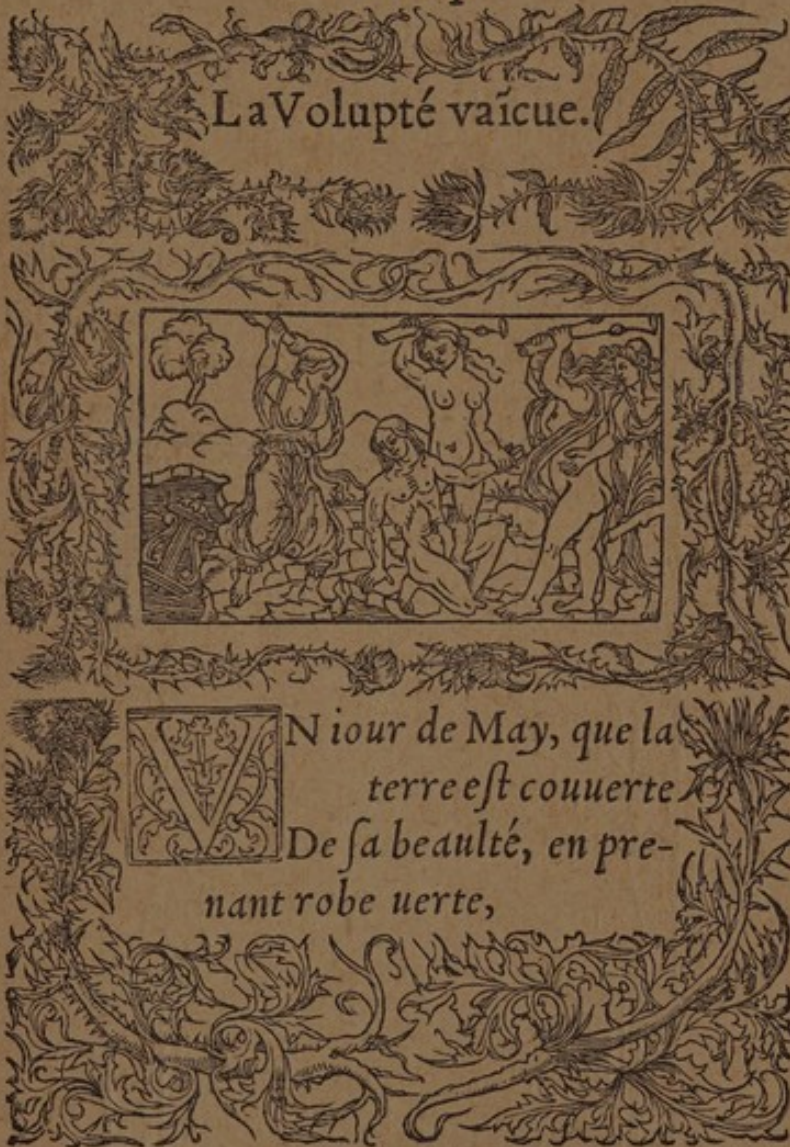 La Volupté vaīcue.
VN iour de May, que la
terre eſt couuerte
De ſa beaulté, en pre-
nant robe uerte,